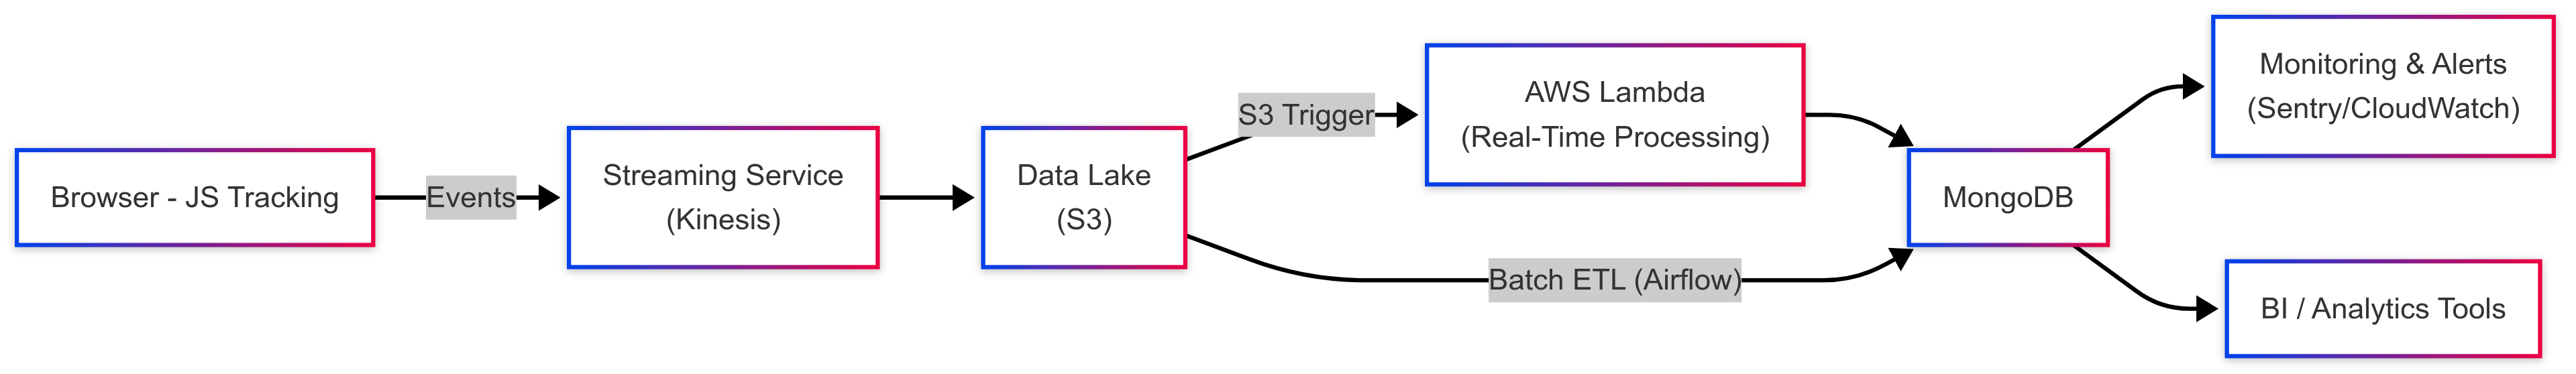 Browser - JS Tracking
Events
Streaming Service
(Kinesis)
Data Lake
(S3)
S3 Trigger
AWS Lambda
(Real-Time Processing)
Batch ETL (Airflow)
MongoDB
Monitoring & Alerts
(Sentry/CloudWatch)
BI / Analytics Tools